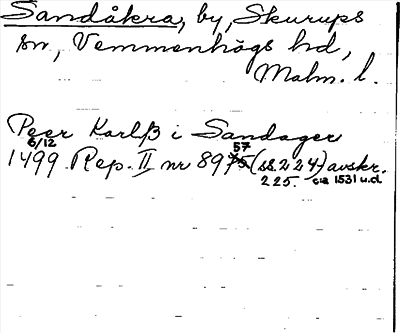 Sandåkra, by, Skurups
sn, Vemmenhögs hd,
Malm. l.
Peer Karlß i Sandager
6/12 57
1499. Rep. II nr 8975 (ss. 224) avskr.
225. ca 1531 u.d.